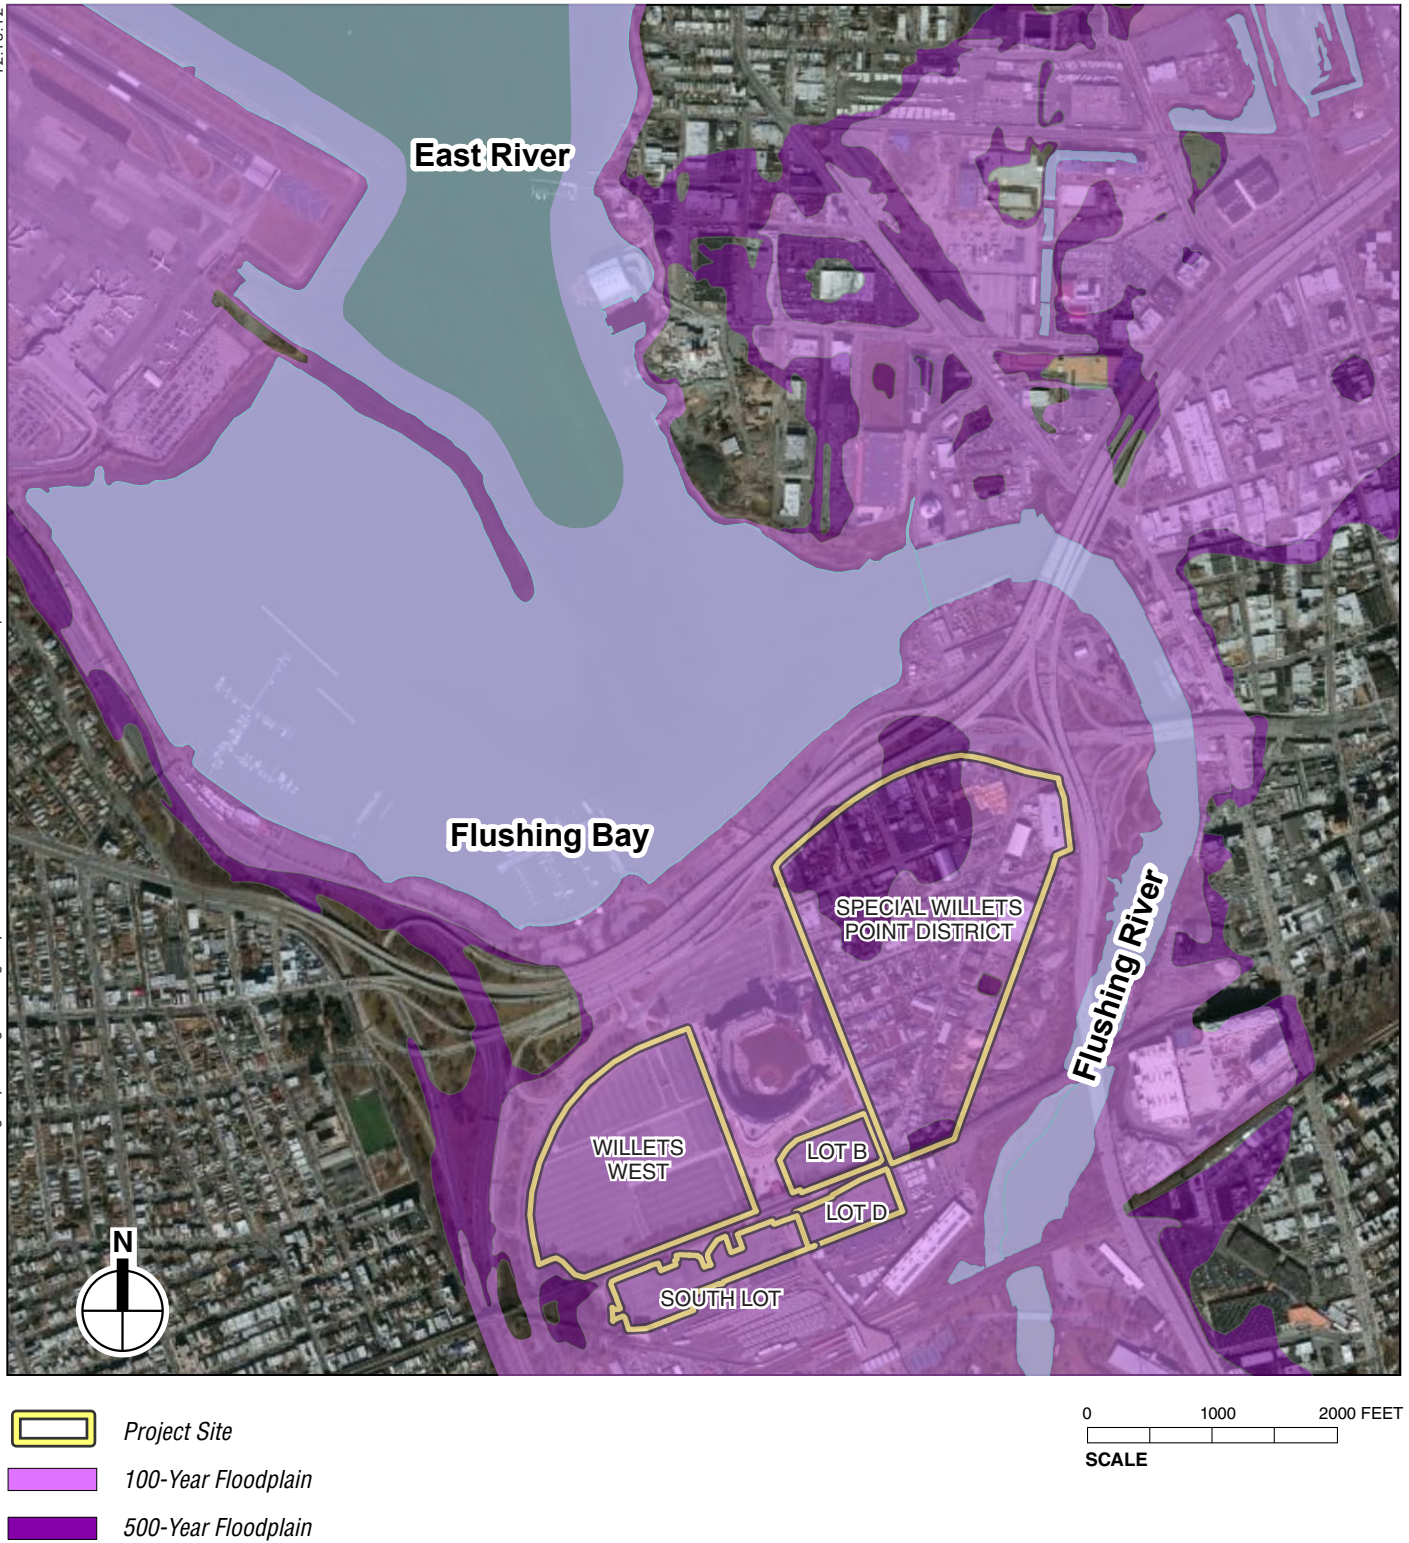 East River
Flushing Bay
SPECIAL WILLETS
POINT DISTRICT
Flushing River
WILLETS
WEST
LOT B
LOT D
SOUTH LOT
N
Project Site
100-Year Floodplain
500-Year Floodplain
0 1000 2000 FEET
SCALE